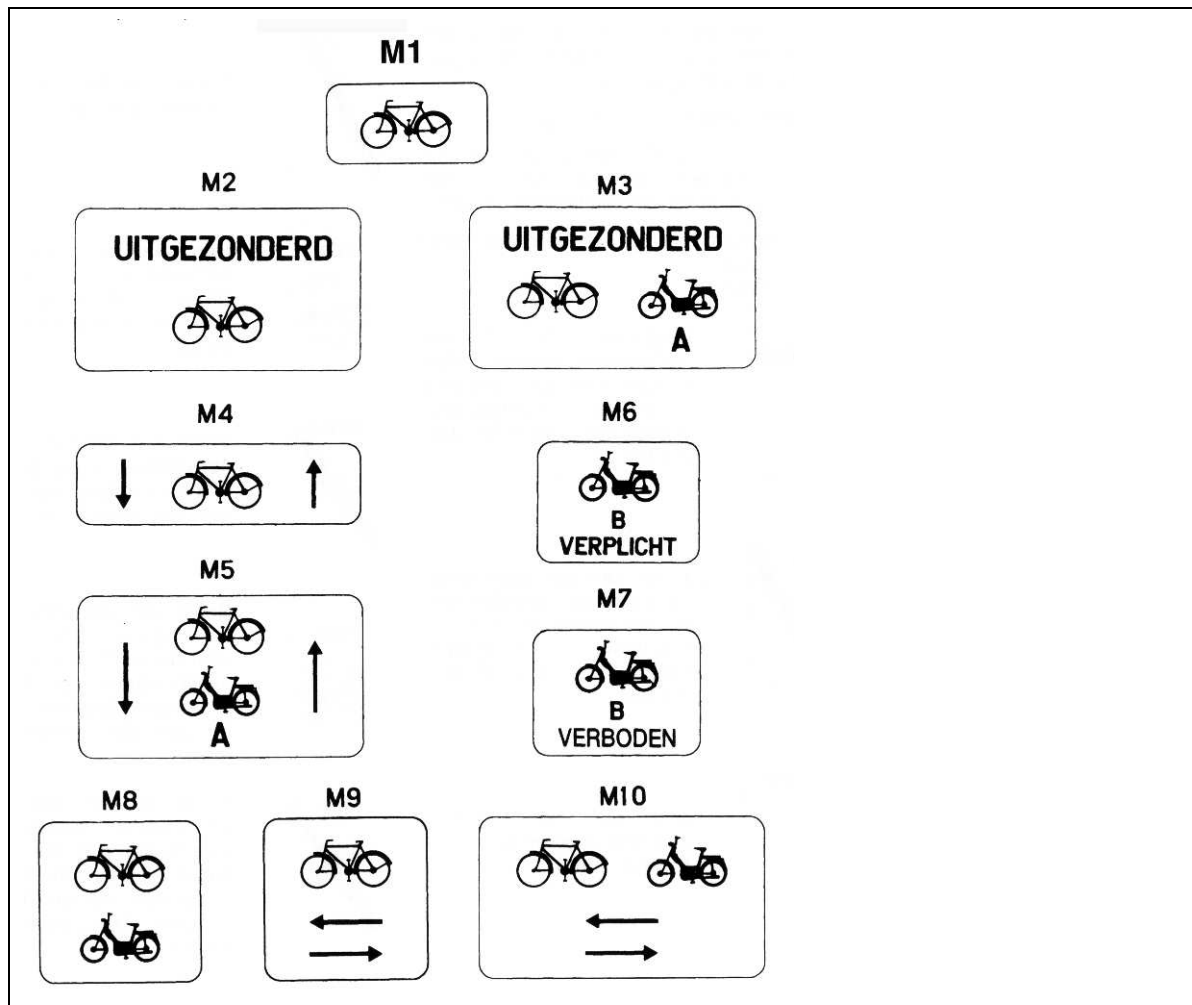 M1
M2
UITGEZONDERD
M3
UITGEZONDERD
A
M4
M6
B
VERPLICHT
M5
A
M7
B
VERBODEN
M8
M9
M10